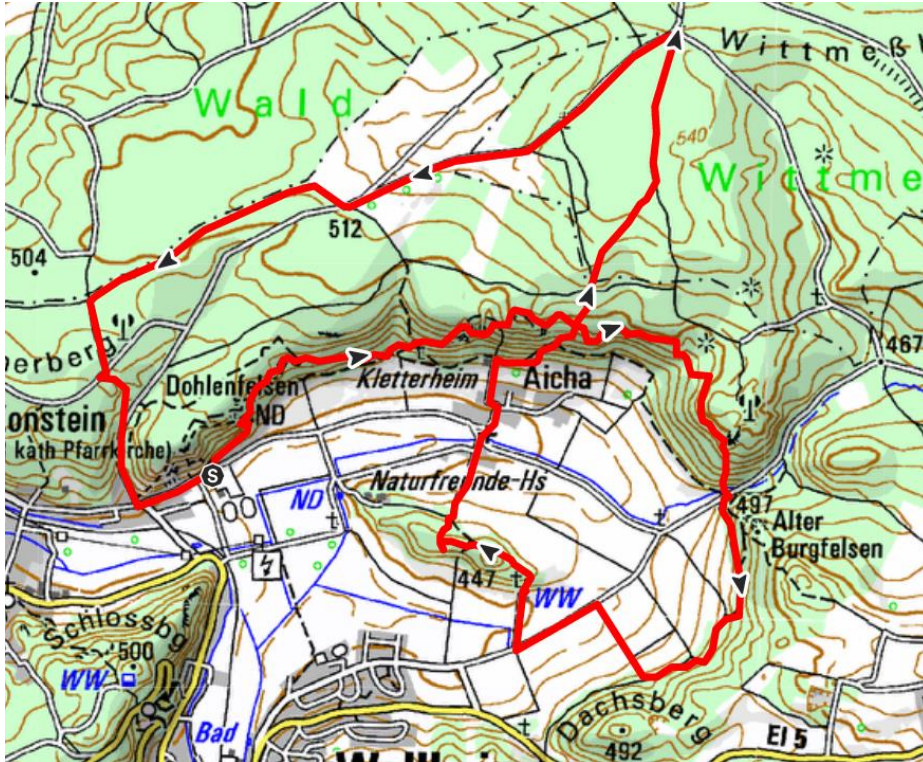 Wittmeß
Wald
540
Wittme
512
504
467
Kletterheim
Aicha
Dohlenfelsen
ND
onstein
kath Pfarrkirche)
S
Naturfreunde-Hs
ND
497
Alter
Burgfelsen
447
WW
Schlossbg
500
WW
Bad
Dachsberg
492
El 5